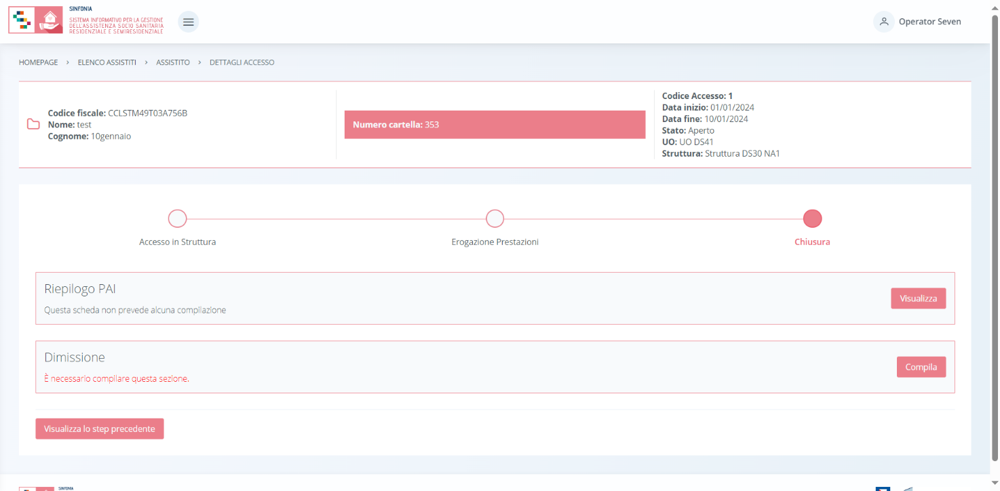 SINFONIA
SISTEMA INFORMATIVO PER LA GESTIONE
DELL'ASSISTENZA SOCIO SANITARIA
RESIDENZIALE E SEMIRESIDENZIALE
Operator Seven
HOMEPAGE > ELENCO ASSISTITI > ASSISTITO > DETTAGLI ACCESSO
Codice fiscale: CCLSTM49T03A756B
Nome: test
Cognome: 10gennaio
Numero cartella: 353
Codice Accesso: 1
Data inizio: 01/01/2024
Data fine: 10/01/2024
Stato: Aperto
UO: UO DS41
Struttura: Struttura DS30 NA1
Accesso in Struttura
Erogazione Prestazioni
Chiusura
Riepilogo PAI
Questa scheda non prevede alcuna compilazione
Visualizza
Dimissione
È necessario compilare questa sezione.
Compila
Visualizza lo step precedente
SINFONIA